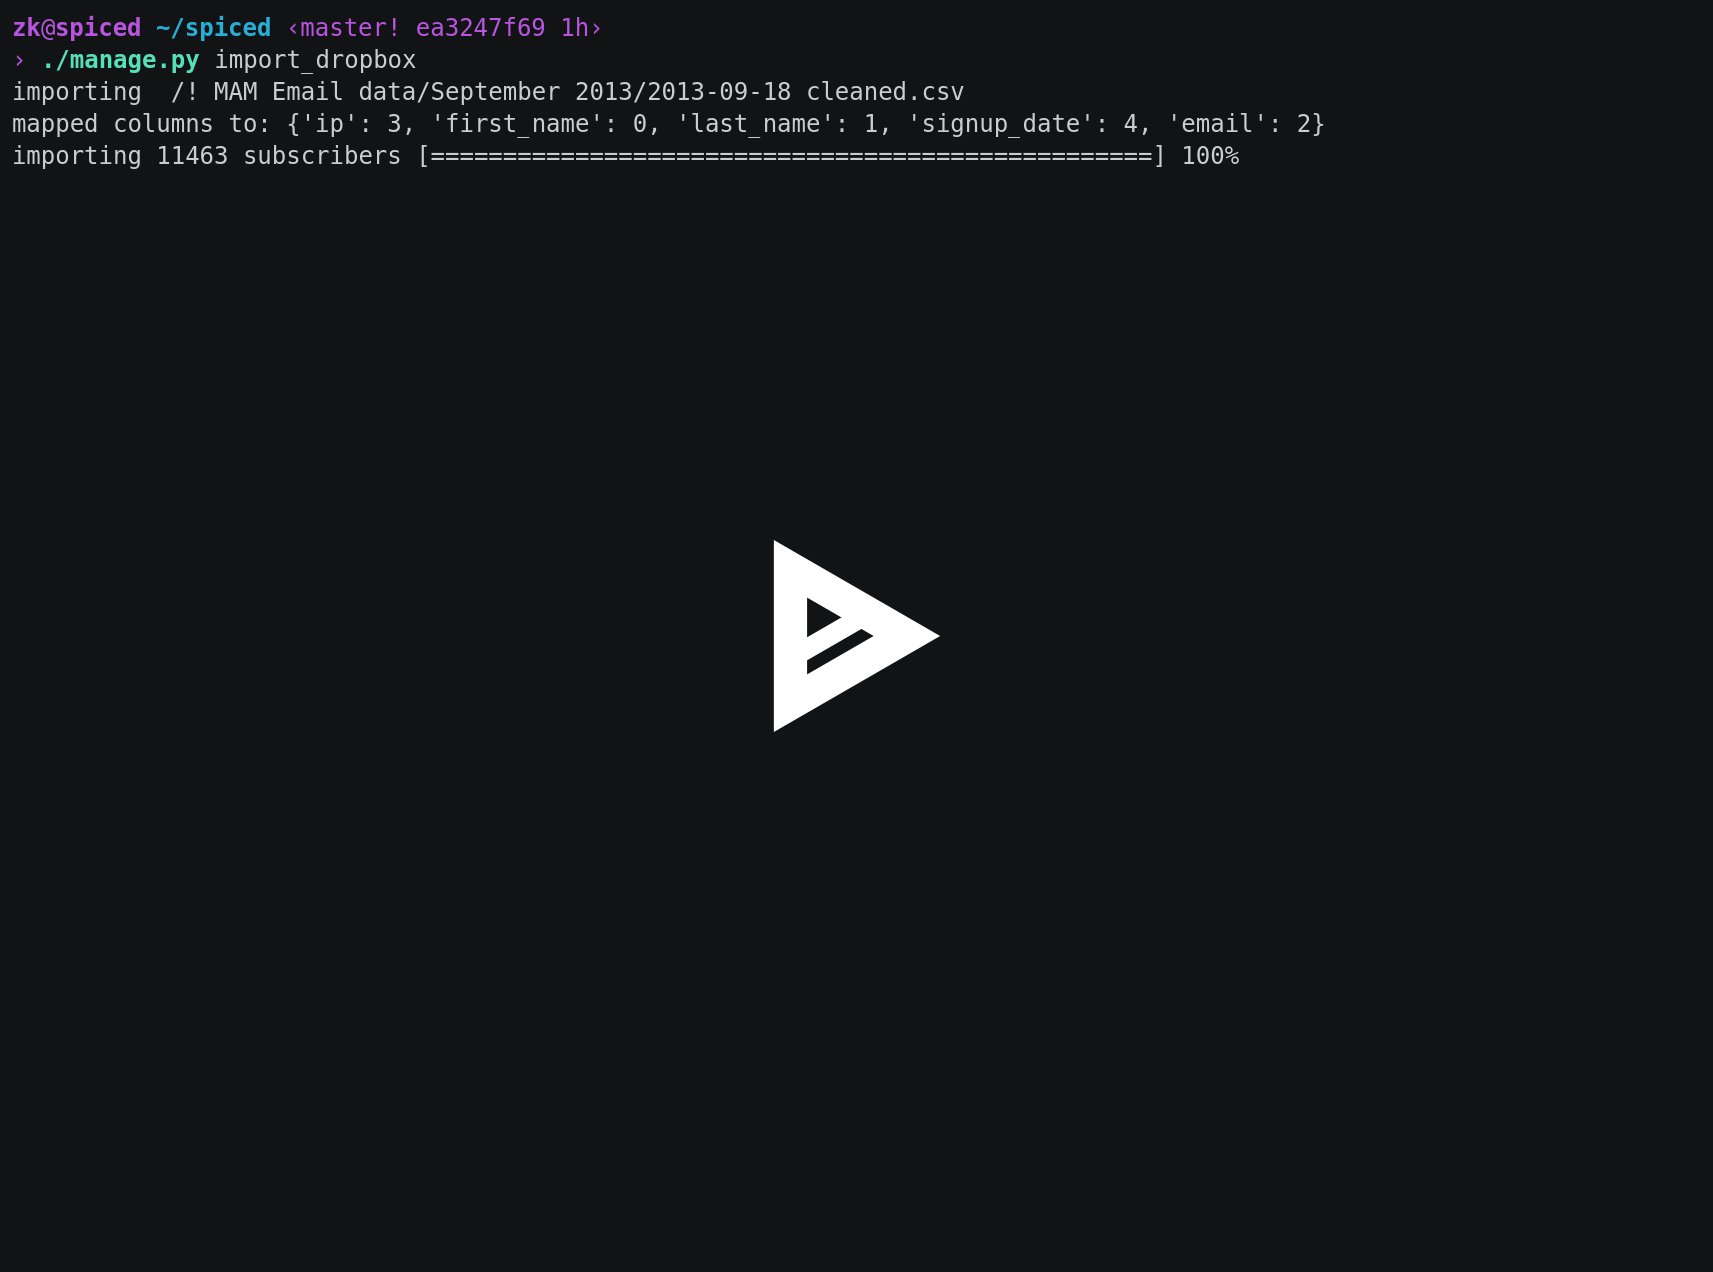 zk@spiced ~/spiced ‹master! ea3247f69 1h›
› ./manage.py import_dropbox
importing  /! MAM Email data/September 2013/2013-09-18 cleaned.csv
mapped columns to: {'ip': 3, 'first_name': 0, 'last_name': 1, 'signup_date': 4, 'email': 2}
importing 11463 subscribers [==================================================] 100%